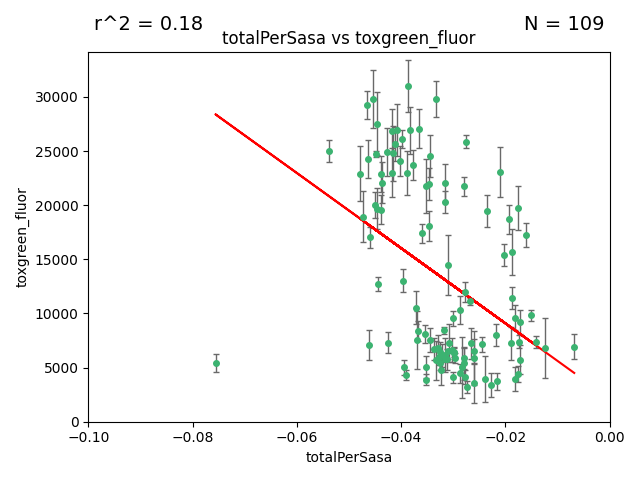 r^2 = 0.18
N = 109
totalPerSasa vs toxgreen_fluor
toxgreen_fluor
30000
25000
20000
15000
10000
5000
0
−0.10
−0.08
−0.06
−0.04
−0.02
0.00
totalPerSasa